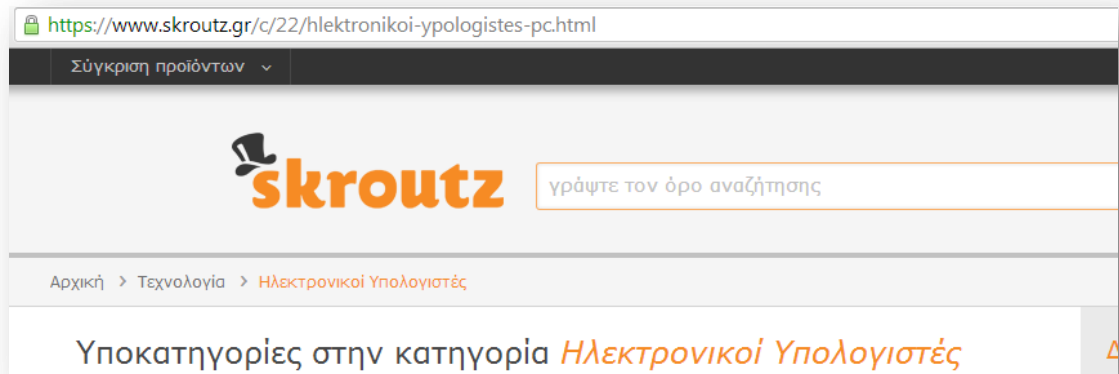 https://www.skroutz.gr/c/22/hlektronikoi-ypologistes-pc.html
Σύγκριση προϊόντων
skroutz
γράψτε τον όρο αναζήτησης
Αρχική > Τεχνολογία > Ηλεκτρονικοί Υπολογιστές
Υποκατηγορίες στην κατηγορία Ηλεκτρονικοί Υπολογιστές